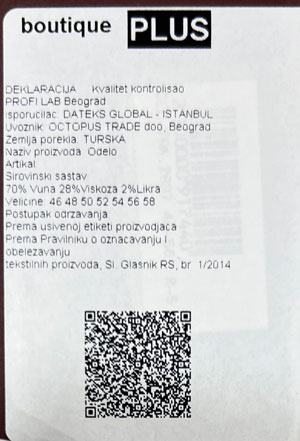 boutique PLUS
DEKLARACIJA Kvalitet kontrolisao
PROFI LAB Beograd
Isporucilac: DATEKS GLOBAL - ISTANBUL
Uvoznik: OCTOPUS TRADE doo, Beograd
Zemlja porekla: TURSKA
Naziv proizvoda: Odelo
Artikal:
Sirovinski sastav
70% Vuna 28%Viskoza 2%Likra
Velicine: 46 48 50 52 54 56 58
Postupak odrzavanja
Prema usivenoj etiketi proizvodjaca
Prema Pravilniku o oznacavanju i
obelezavanju
tekstilnih proizvoda, Sl. Glasnik RS, br. 1/2014